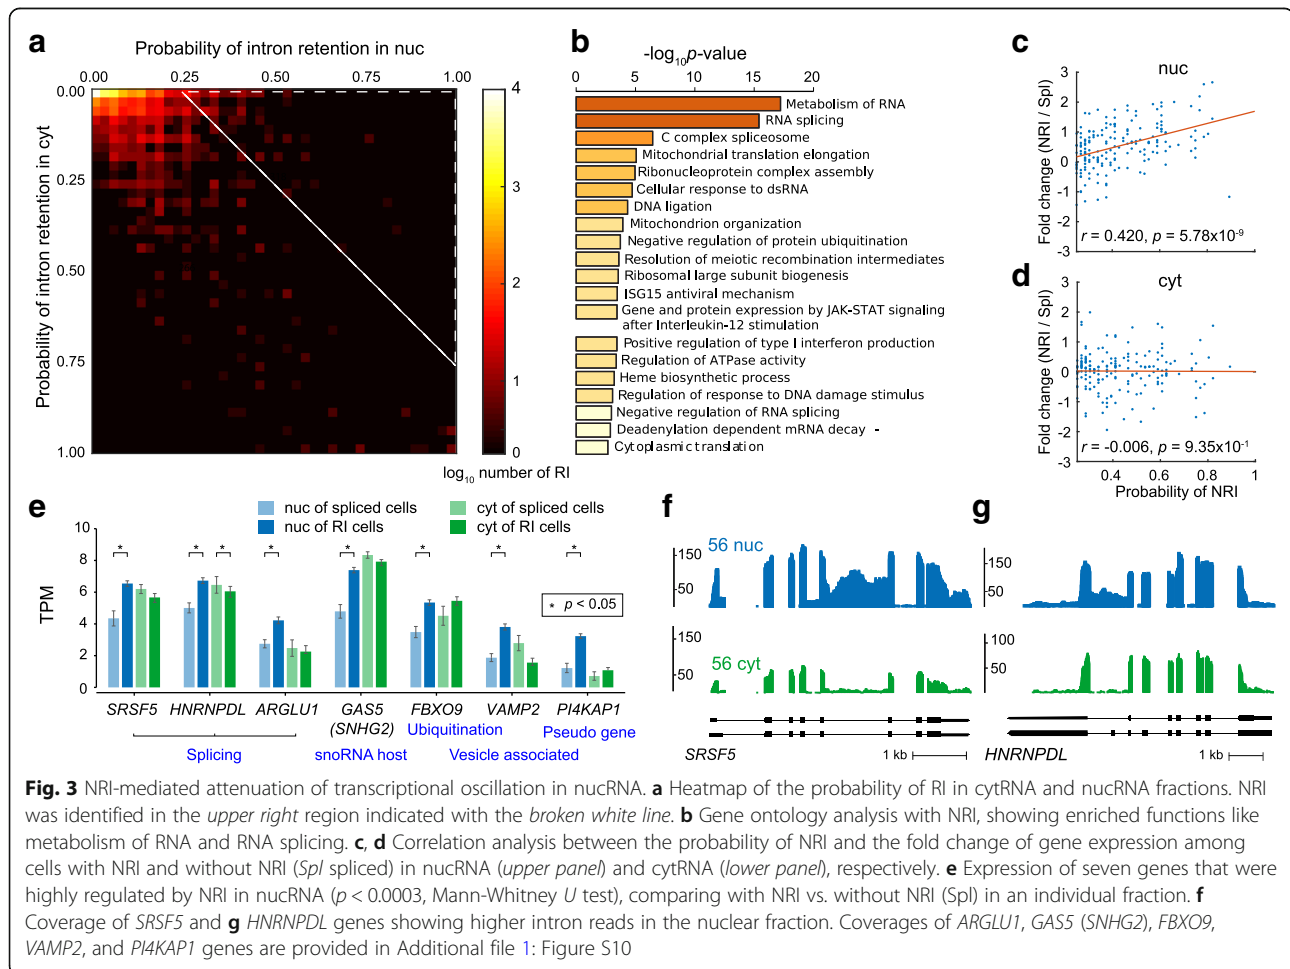 a
Probability of intron retention in nuc
0.00 0.25 0.50 0.75 1.00
Probability of intron retention in cyt
0.00
0.25
0.50
0.75
1.00
4
3
2
1
0
log10 number of RI
b
-log10p-value
0 5 10 15 20
Metabolism of RNA
RNA splicing
C complex spliceosome
Mitochondrial translation elongation
Ribonucleoprotein complex assembly
Cellular response to dsRNA
DNA ligation
Mitochondrion organization
Negative regulation of protein ubiquitination
Resolution of meiotic recombination intermediates
Ribosomal large subunit biogenesis
ISG15 antiviral mechanism
Gene and protein expression by JAK-STAT signaling
after Interleukin-12 stimulation
Positive regulation of type I interferon production
Regulation of ATPase activity
Heme biosynthetic process
Regulation of response to DNA damage stimulus
Negative regulation of RNA splicing
Deadenylation dependent mRNA decay -
Cytoplasmic translation
c
nuc
Fold change (NRI / Spl)
3
2
1
0
-1
-2
-3
r = 0.420, p = 5.78x10-9
d
cyt
Fold change (NRI / Spl)
3
2
1
0
-1
-2
-3
r = -0.006, p = 9.35x10-1
0.4 0.6 0.8 1
Probability of NRI
e
nuc of spliced cells
nuc of RI cells
cyt of spliced cells
cyt of RI cells
TPM
10
8
6
4
2
0
* * * * * * * *
* p < 0.05
SRSF5 HNRNPDL ARGLU1 GAS5 FBXO9 VAMP2 PI4KAP1
(SNHG2)
Splicing
snoRNA host
Ubiquitination
Vesicle associated
Pseudo gene
f
56 nuc
150
50
56 cyt
150
50
SRSF5
1 kb
g
150
50
100
50
HNRNPDL
1 kb
Fig. 3 NRI-mediated attenuation of transcriptional oscillation in nucRNA. a Heatmap of the probability of RI in cytRNA and nucRNA fractions. NRI
was identified in the upper right region indicated with the broken white line. b Gene ontology analysis with NRI, showing enriched functions like
metabolism of RNA and RNA splicing. c, d Correlation analysis between the probability of NRI and the fold change of gene expression among
cells with NRI and without NRI (Spl spliced) in nucRNA (upper panel) and cytRNA (lower panel), respectively. e Expression of seven genes that were
highly regulated by NRI in nucRNA (p < 0.0003, Mann-Whitney U test), comparing with NRI vs. without NRI (Spl) in an individual fraction. f
Coverage of SRSF5 and g HNRNPDL genes showing higher intron reads in the nuclear fraction. Coverages of ARGLU1, GAS5 (SNHG2), FBXO9,
VAMP2, and PI4KAP1 genes are provided in Additional file 1: Figure S10